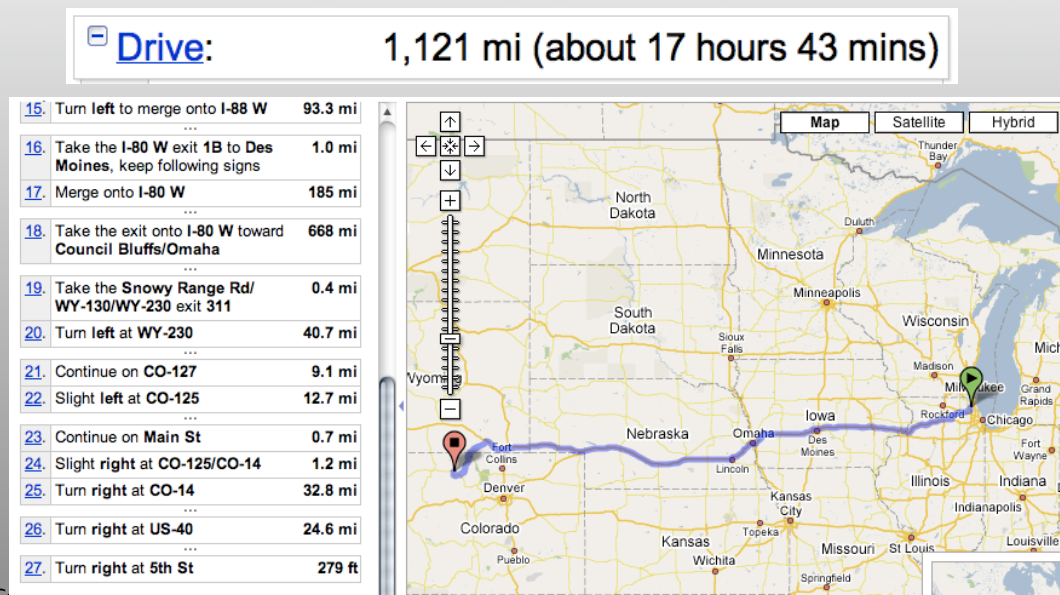 Drive: 1,121 mi (about 17 hours 43 mins)
15. Turn left to merge onto I-88 W 93.3 mi
...
16. Take the I-80 W exit 1B to Des 1.0 mi
Moines, keep following signs
17. Merge onto I-80 W 185 mi
...
18. Take the exit onto I-80 W toward 668 mi
Council Bluffs/Omaha
...
19. Take the Snowy Range Rd/ 0.4 mi
WY-130/WY-230 exit 311
20. Turn left at WY-230 40.7 mi
...
21. Continue on CO-127 9.1 mi
22. Slight left at CO-125 12.7 mi
...
23. Continue on Main St 0.7 mi
24. Slight right at CO-125/CO-14 1.2 mi
25. Turn right at CO-14 32.8 mi
...
26. Turn right at US-40 24.6 mi
...
27. Turn right at 5th St 279 ft
Map Satellite Hybrid
Thunder
Bay
North
Dakota
Duluth
Minnesota
Minneapolis
South
Dakota
Wisconsin
Sioux
Falls
Mich
Madison
Grand
Rapids
Rockford
Chicago
Iowa
Nebraska
Omaha
Des
Moines
Fort
Collins
Fort
Wayne
Lincoln
Denver
Illinois
Indiana
Kansas
City
Indianapolis
Colorado
Topeka
Kansas
Missouri
St Louis
Louisville
Pueblo
Wichita
Springfield